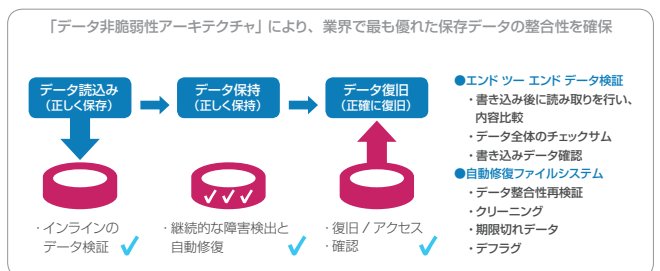 「データ非脆弱性アーキテクチャ」により、業界で最も優れた保存データの整合性を確保
データ読込み
(正しく保存)
データ保持
(正しく保持)
データ復旧
(正確に復旧)
・インラインの
データ検証
・継続的な障害検出と
自動修復
・復旧 / アクセス
・確認
●エンド ツー エンド データ検証
・書き込み後に読み取りを行い、
内容比較
・データ全体のチェックサム
・書き込みデータ確認
●自動修復ファイルシステム
・データ整合性再検証
・クリーニング
・期限切れデータ
・デフラグ